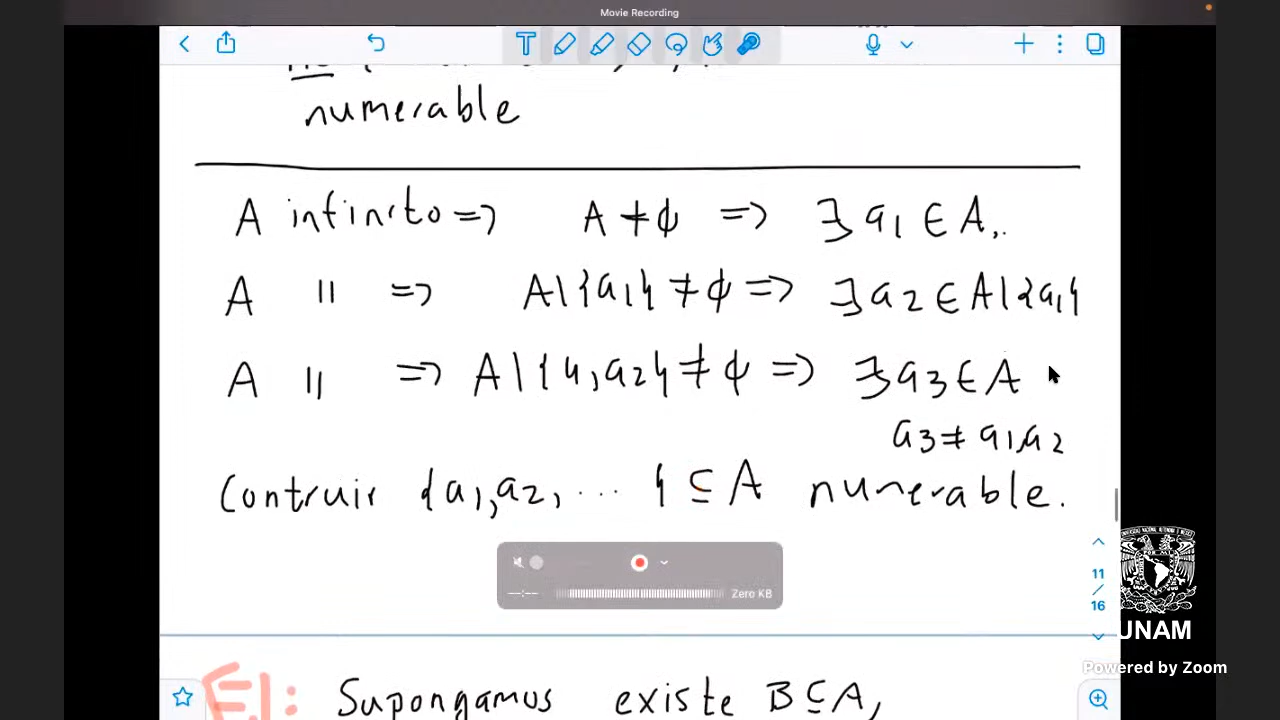 Movie Recording
numerable
A infinito => A ≠ ϕ => ∃ a1 ∈ A,.
A || => A\{a1} ≠ ϕ => ∃ a2 ∈ A\{a1}
A || => A\{a1,a2} ≠ ϕ => ∃ a3 ∈ A
a3 ≠ a1,a2
Contruir {a1,a2, ... } ⊆ A numerable.
Zero KB
11
/
16
UNAM
Powered by Zoom
E1: Supongamos existe B⊆A,